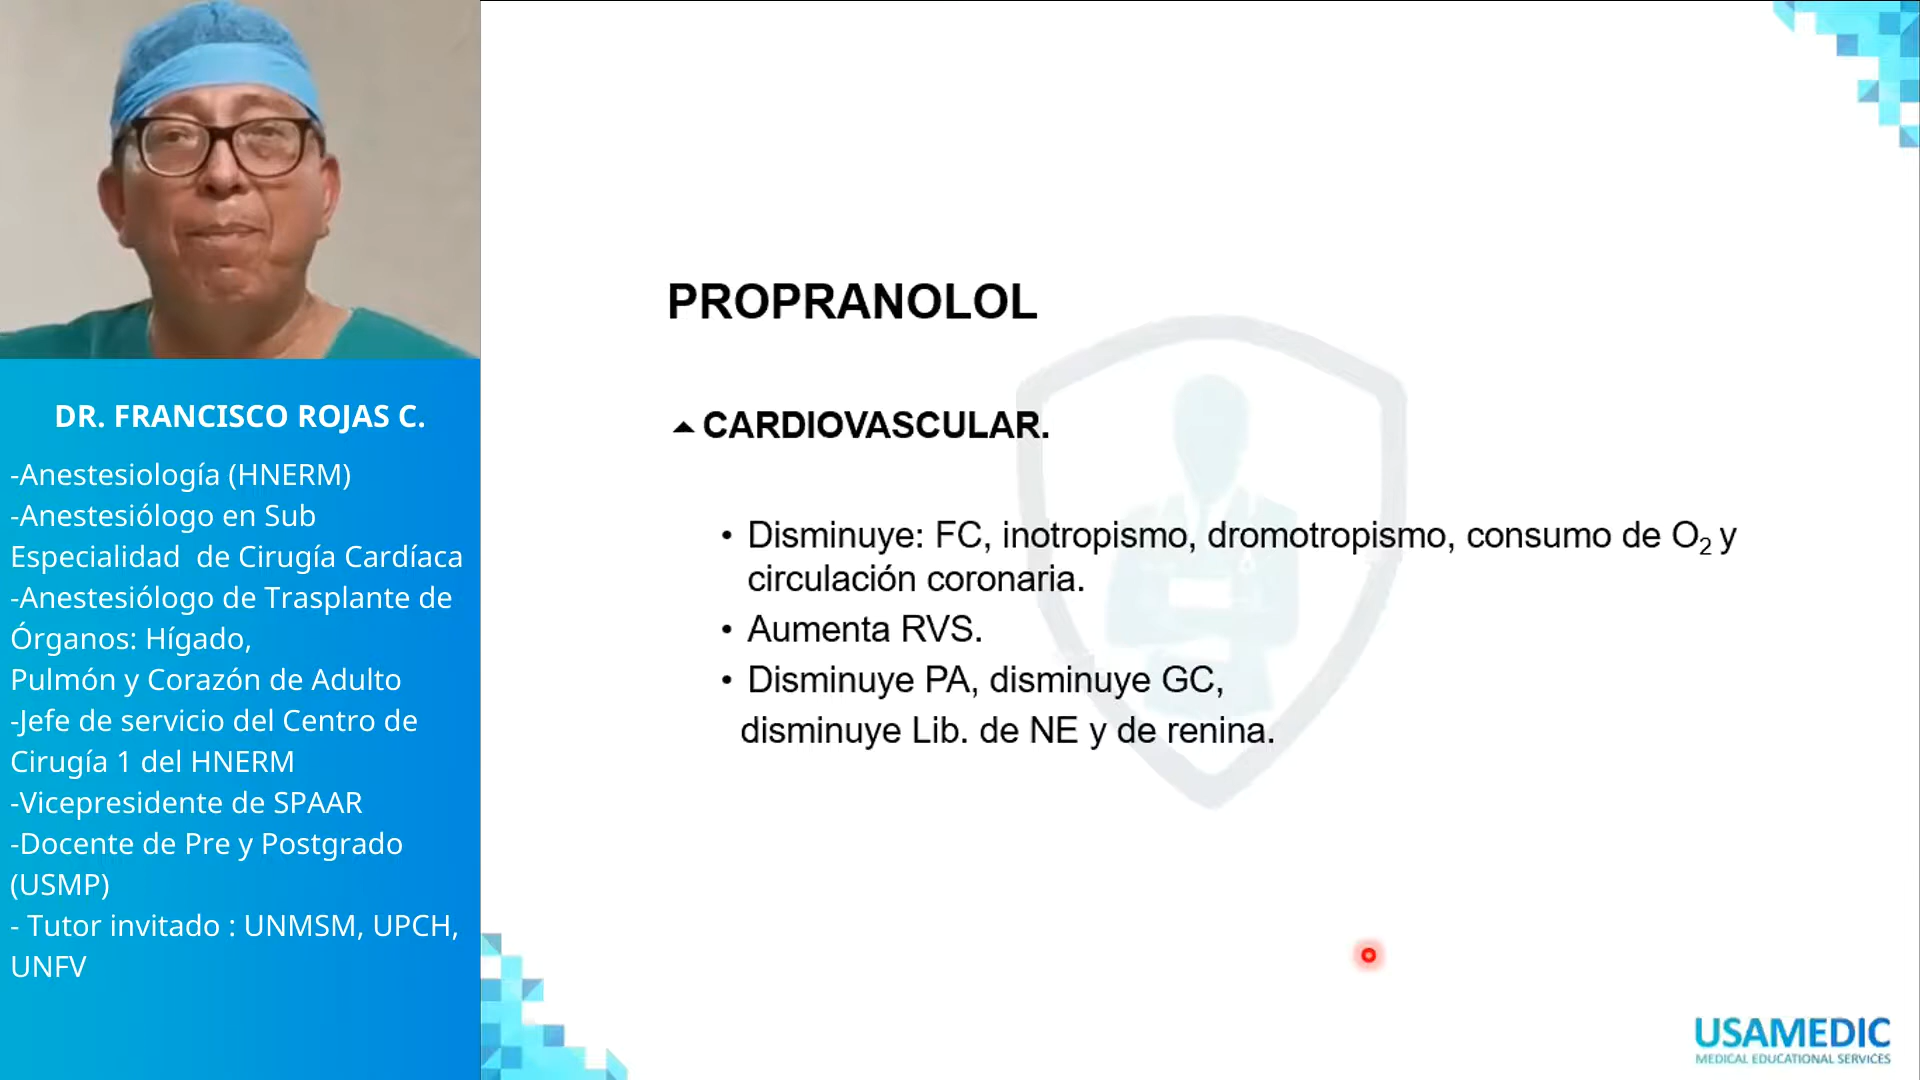 DR. FRANCISCO ROJAS C.
-Anestesiología (HNERM)
-Anestesiólogo en Sub
Especialidad  de Cirugía Cardíaca
-Anestesiólogo de Trasplante de
Órganos: Hígado,
Pulmón y Corazón de Adulto
-Jefe de servicio del Centro de
Cirugía 1 del HNERM
-Vicepresidente de SPAAR
-Docente de Pre y Postgrado
(USMP)
- Tutor invitado : UNMSM, UPCH,
UNFV
PROPRANOLOL
CARDIOVASCULAR.
• Disminuye: FC, inotropismo, dromotropismo, consumo de O₂ y
circulación coronaria.
• Aumenta RVS.
• Disminuye PA, disminuye GC,
disminuye Lib. de NE y de renina.
USAMEDIC
MEDICAL EDUCATIONAL SERVICES